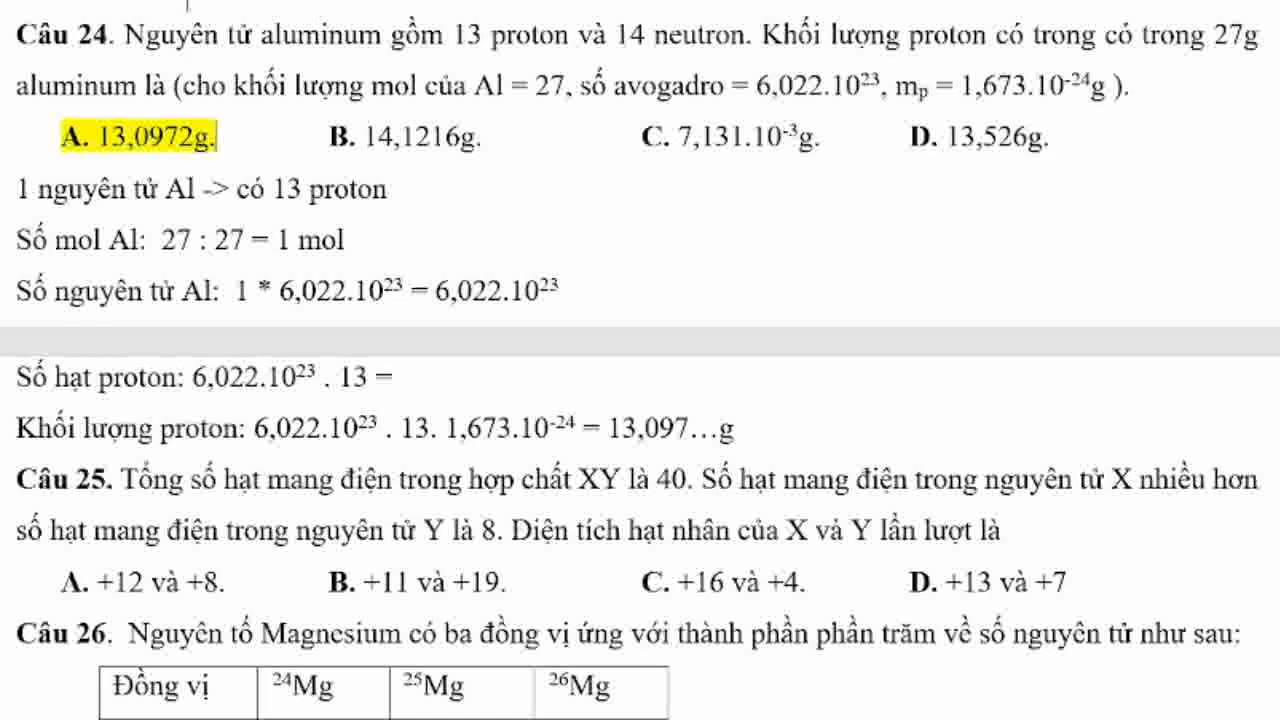 Câu 24. Nguyên tử aluminum gồm 13 proton và 14 neutron. Khối lượng proton có trong có trong 27g
aluminum là (cho khối lượng mol của Al = 27, số avogadro = 6,022.10²³, mₚ = 1,673.10⁻²⁴g ).
A. 13,0972g. B. 14,1216g. C. 7,131.10⁻³g. D. 13,526g.
1 nguyên tử Al -> có 13 proton
Số mol Al: 27 : 27 = 1 mol
Số nguyên tử Al: 1 * 6,022.10²³ = 6,022.10²³
Số hạt proton: 6,022.10²³ . 13 =
Khối lượng proton: 6,022.10²³ . 13. 1,673.10⁻²⁴ = 13,097…g
Câu 25. Tổng số hạt mang điện trong hợp chất XY là 40. Số hạt mang điện trong nguyên tử X nhiều hơn
số hạt mang điện trong nguyên tử Y là 8. Diện tích hạt nhân của X và Y lần lượt là
A. +12 và +8. B. +11 và +19. C. +16 và +4. D. +13 và +7
Câu 26. Nguyên tố Magnesium có ba đồng vị ứng với thành phần phần trăm về số nguyên tử như sau:
Đồng vị ²⁴Mg ²⁵Mg ²⁶Mg